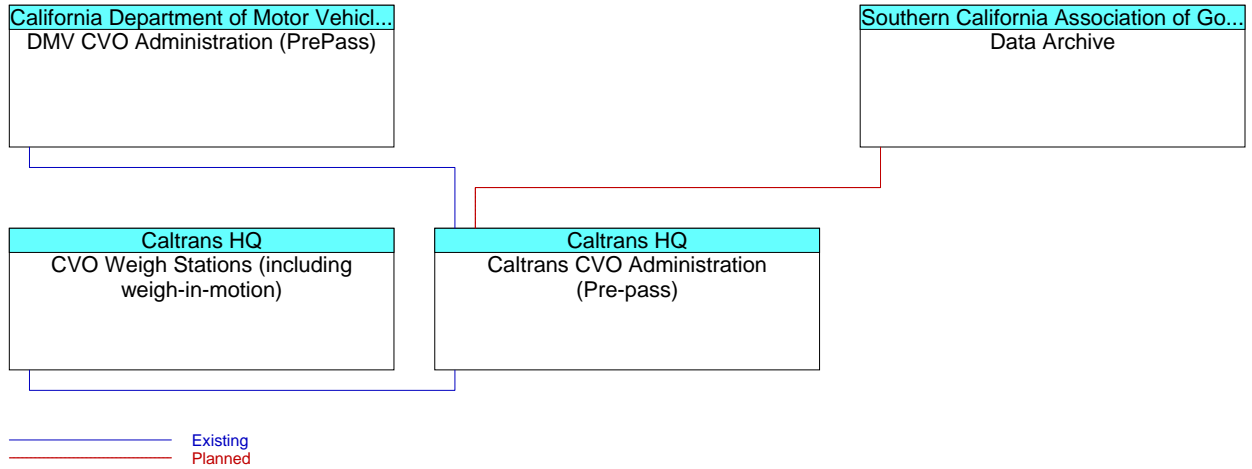 California Department of Motor Vehicl...
DMV CVO Administration (PrePass)
Southern California Association of Go...
Data Archive
Caltrans HQ
CVO Weigh Stations (including
weigh-in-motion)
Caltrans HQ
Caltrans CVO Administration
(Pre-pass)
Existing
Planned